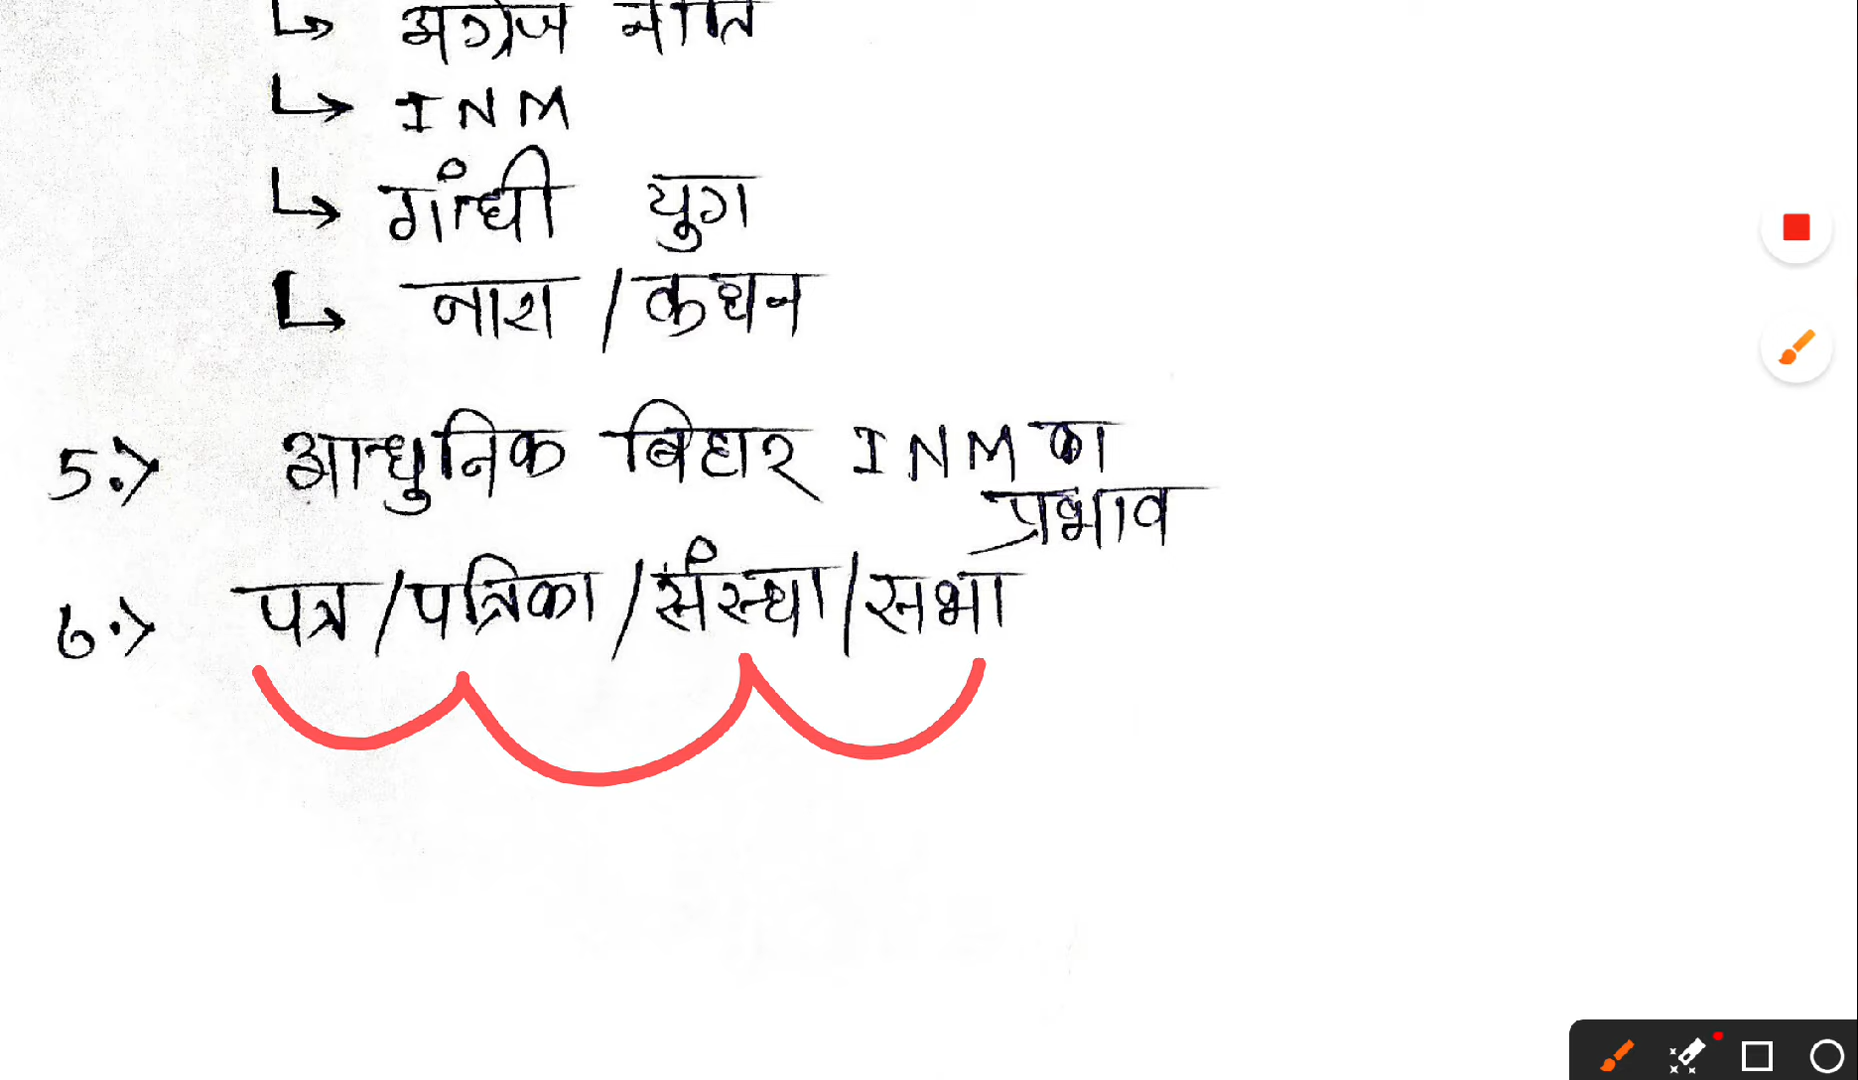 ↳ अंग्रेज नीति
↳ INM
↳ गांधी युग
↳ नारा / कथन
5.> आधुनिक बिहार INM का
प्रभाव
6.> पत्र / पत्रिका / संस्था / सभा